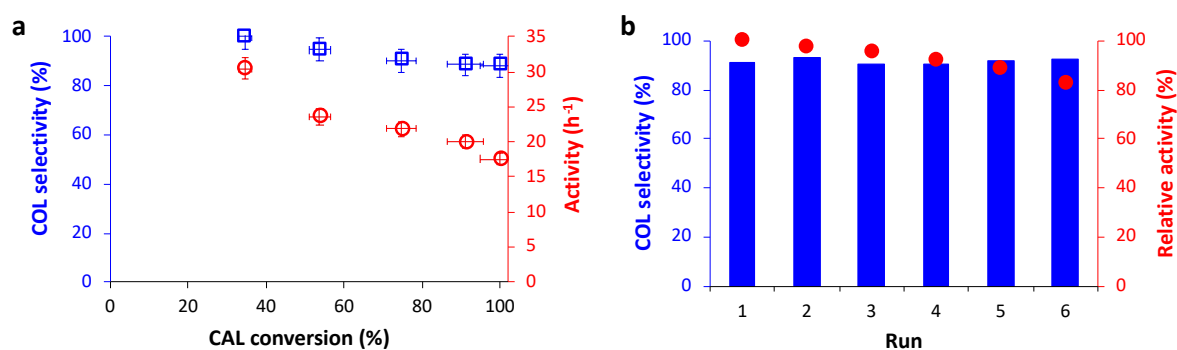 a
COL selectivity (%)
100
80
60
40
20
0
0 20 40 60 80 100
CAL conversion (%)
35
30
25
20
15
10
5
0
Activity (h⁻¹)
b
COL selectivity (%)
100
80
60
40
20
0
1 2 3 4 5 6
Run
100
80
60
40
20
0
Relative activity (%)